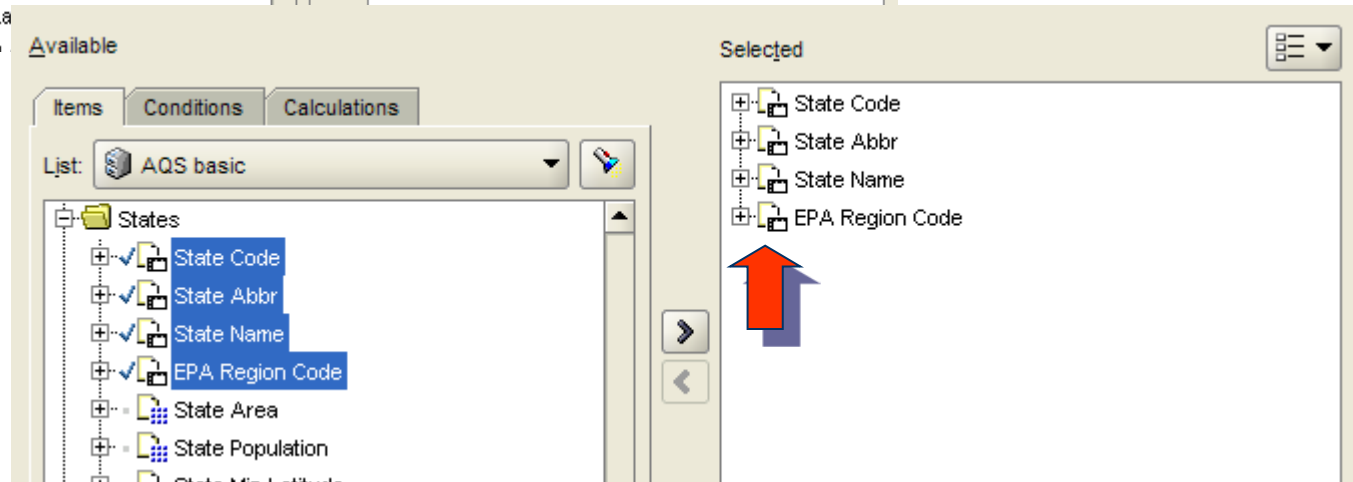 Available
Selected
Items Conditions Calculations
List: AQS basic
States
State Code
State Abbr
State Name
EPA Region Code
State Area
State Population
State Code
State Abbr
State Name
EPA Region Code